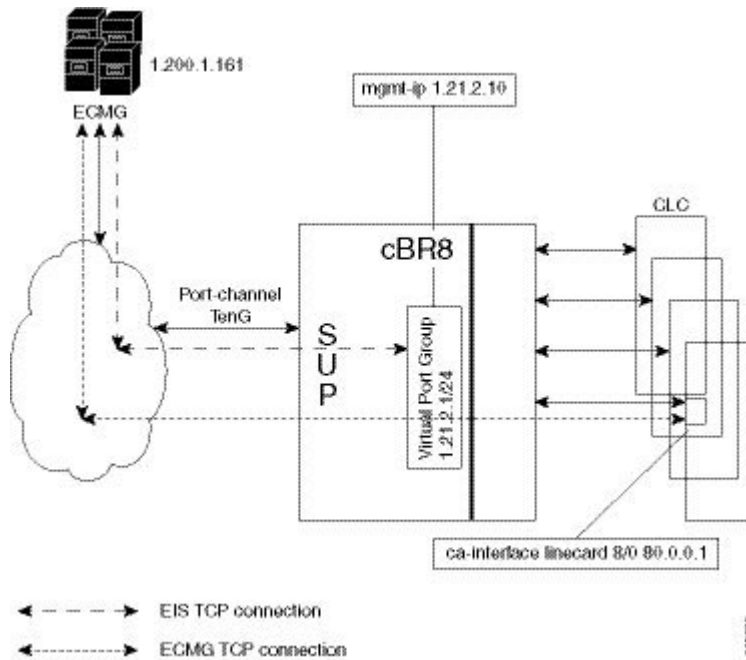 1.200.1.161
ECMG
mgmt-ip 1.21.2.10
CLC
cBR8
Port-channel
TenG
SUP
Virtual Port Group
1.21.2.1/24
ca-interface linecard 8/0 80.0.0.1
EIS TCP connection
ECMG TCP connection